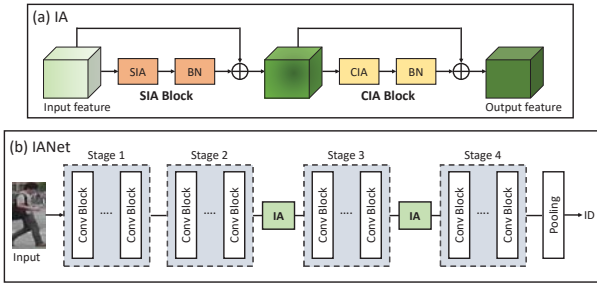 (a) IA
SIA
BN
CIA
BN
Input feature
SIA Block
CIA Block
Output feature
(b) IANet
Stage 1
Stage 2
Stage 3
Stage 4
Conv Block
....
Conv Block
Conv Block
....
Conv Block
IA
Conv Block
....
Conv Block
IA
Conv Block
....
Conv Block
Pooling
ID
Input